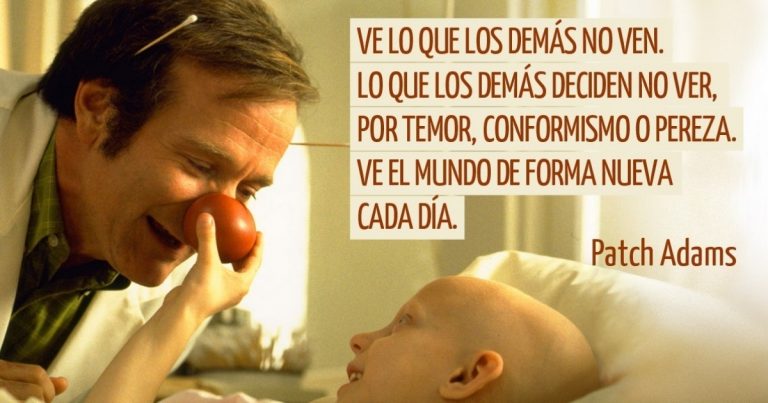 VE LO QUE LOS DEMÁS NO VEN.
LO QUE LOS DEMÁS DECIDEN NO VER,
POR TEMOR, CONFORMISMO O PEREZA.
VE EL MUNDO DE FORMA NUEVA
CADA DÍA.
Patch Adams